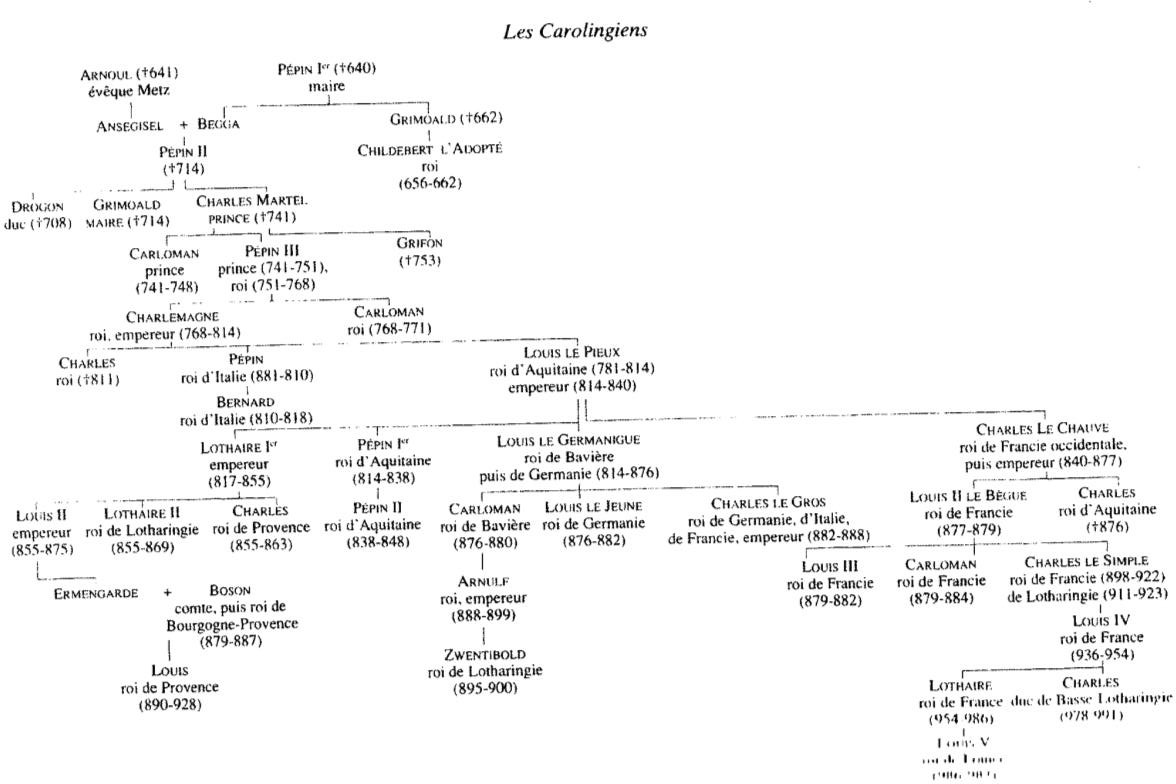 Les Carolingiens
ARNOUL (†641)
évêque Metz
PÉPIN Iᵉʳ (†640)
maire
ANSEGISEL + BEGGA
GRIMOALD (†662)
PÉPIN II
(†714)
CHILDEBERT L'ADOPTÉ
roi
(656-662)
DROGON
duc (†708)
GRIMOALD
MAIRE (†714)
CHARLES MARTEL
PRINCE (†741)
CARLOMAN
prince
(741-748)
PÉPIN III
prince (741-751),
roi (751-768)
GRIFON
(†753)
CHARLEMAGNE
roi, empereur (768-814)
CARLOMAN
roi (768-771)
CHARLES
roi (†811)
PÉPIN
roi d'Italie (881-810)
LOUIS LE PIEUX
roi d'Aquitaine (781-814)
empereur (814-840)
BERNARD
roi d'Italie (810-818)
LOTHAIRE Iᵉʳ
empereur
(817-855)
PÉPIN Iᵉʳ
roi d'Aquitaine
(814-838)
LOUIS LE GERMANIGUE
roi de Bavière
puis de Germanie (814-876)
CHARLES LE CHAUVE
roi de Francie occidentale,
puis empereur (840-877)
LOUIS II
empereur
(855-875)
LOTHAIRE II
roi de Lotharingie
(855-869)
CHARLES
roi de Provence
(855-863)
PÉPIN II
roi d'Aquitaine
(838-848)
CARLOMAN
roi de Bavière
(876-880)
LOUIS LE JEUNE
roi de Germanie
(876-882)
CHARLES LE GROS
roi de Germanie, d'Italie,
de Francie, empereur (882-888)
LOUIS II LE BÈGUE
roi de Francie
(877-879)
CHARLES
roi d'Aquitaine
(†876)
ERMENGARDE + BOSON
comte, puis roi de
Bourgogne-Provence
(879-887)
ARNULF
roi, empereur
(888-899)
LOUIS III
roi de Francie
(879-882)
CARLOMAN
roi de Francie
(879-884)
CHARLES LE SIMPLE
roi de Francie (898-922)
de Lotharingie (911-923)
LOUIS
roi de Provence
(890-928)
ZWENTIBOLD
roi de Lotharingie
(895-900)
LOUIS IV
roi de France
(936-954)
LOTHAIRE
roi de France
(954-986)
CHARLES
duc de Basse Lotharingie
(978-991)
LOUIS V
roi de France